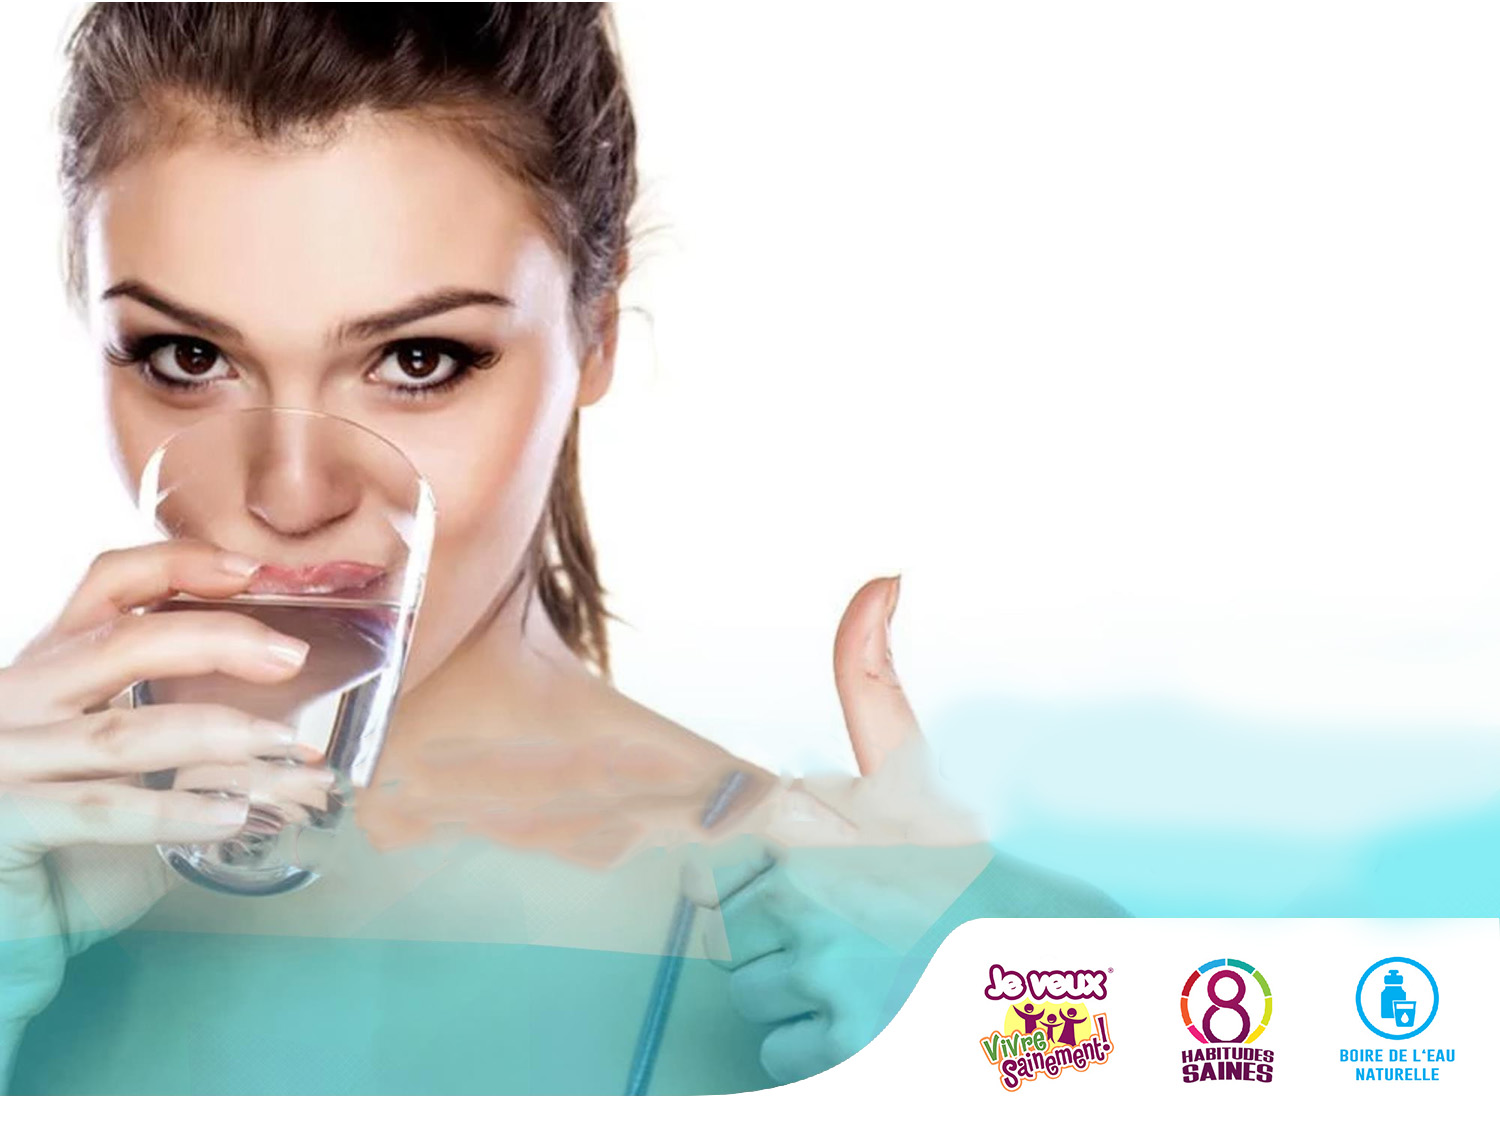 Je veux®
Vivre
Sainement!
8
HABITUDES
SAINES
BOIRE DE L'EAU
NATURELLE